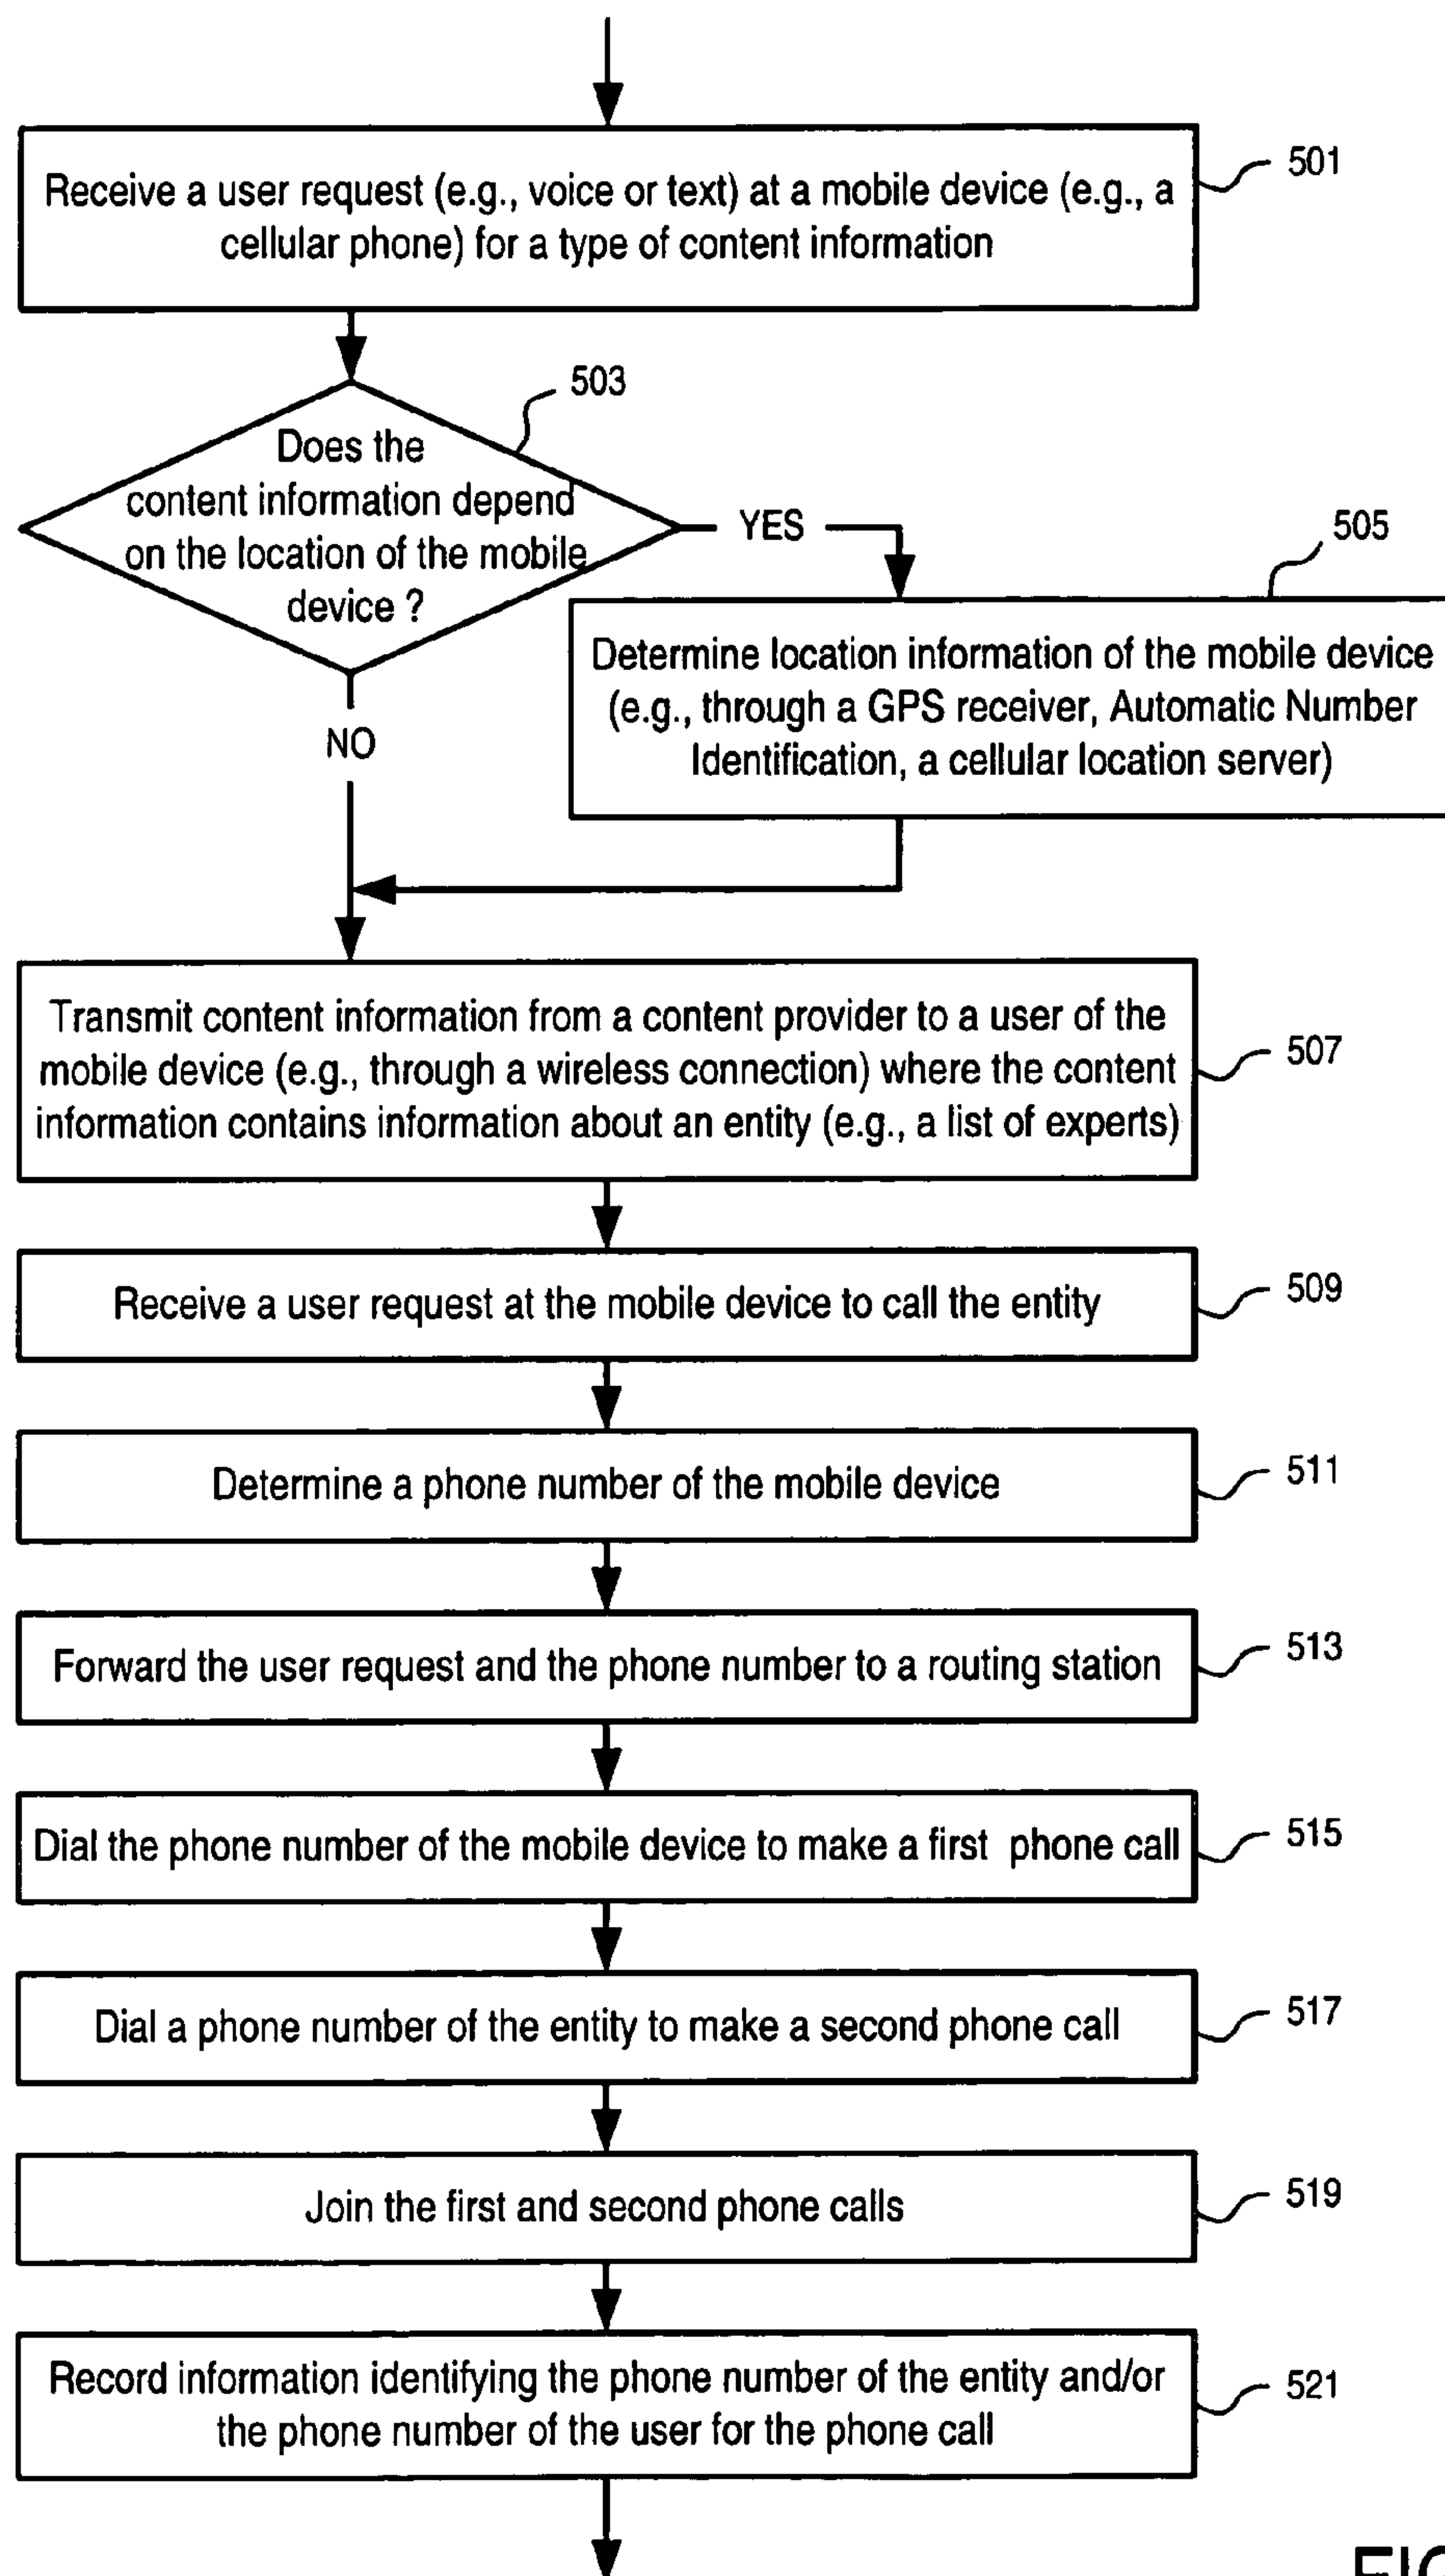 Receive a user request (e.g., voice or text) at a mobile device (e.g., a
cellular phone) for a type of content information
501
503
Does the
content information depend
on the location of the mobile
device ?
YES
505
Determine location information of the mobile device
(e.g., through a GPS receiver, Automatic Number
Identification, a cellular location server)
NO
Transmit content information from a content provider to a user of the
mobile device (e.g., through a wireless connection) where the content
information contains information about an entity (e.g., a list of experts)
507
Receive a user request at the mobile device to call the entity
509
Determine a phone number of the mobile device
511
Forward the user request and the phone number to a routing station
513
Dial the phone number of the mobile device to make a first phone call
515
Dial a phone number of the entity to make a second phone call
517
Join the first and second phone calls
519
Record information identifying the phone number of the entity and/or
the phone number of the user for the phone call
521